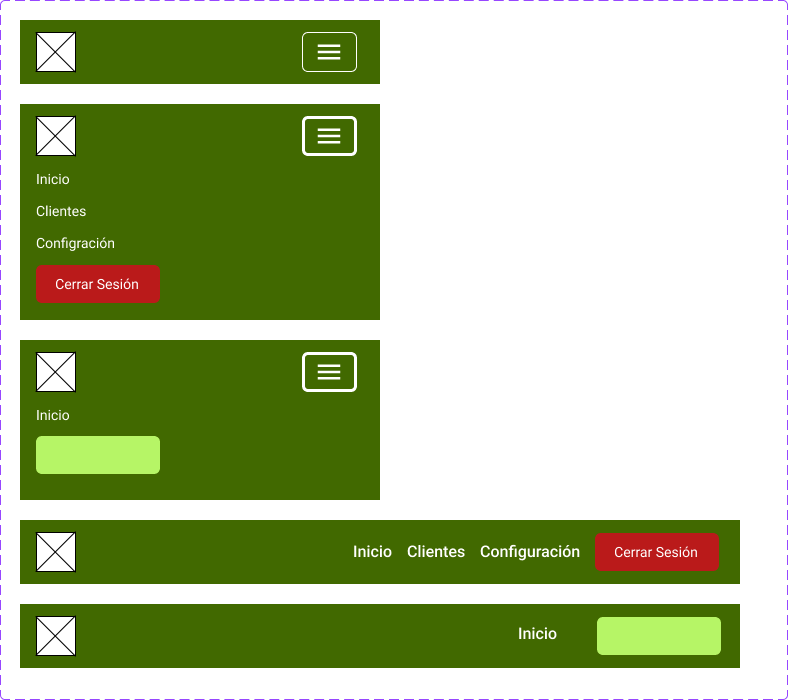 Inicio
Clientes
Configración
Cerrar Sesión
Inicio
Inicio Clientes Configuración Cerrar Sesión
Inicio